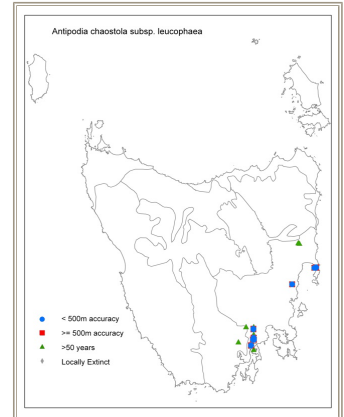 Antipodia chaostola subsp. leucophaea
< 500m accuracy
>= 500m accuracy
>50 years
Locally Extinct